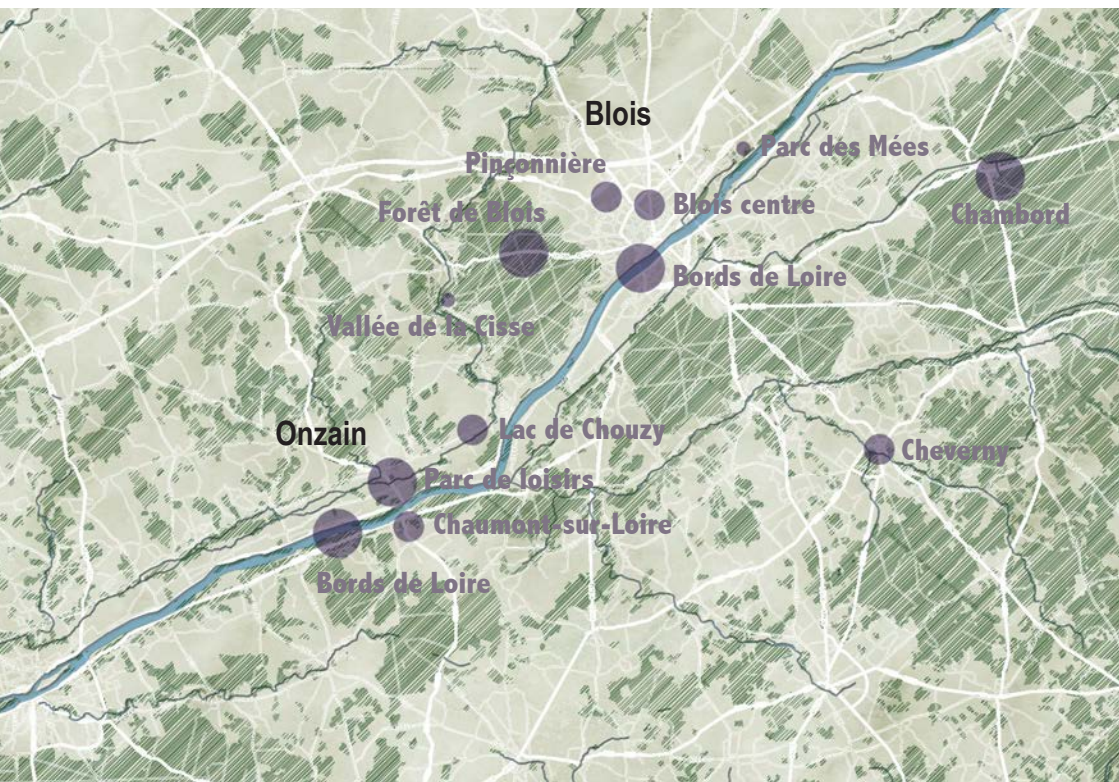 Blois
Parc des Mées
Pinçonnière
Blois centre
Forêt de Blois
Chambord
Bords de Loire
Vallée de la Cisse
Onzain
Lac de Chouzy
Cheverny
Parc de loisirs
Chaumont-sur-Loire
Bords de Loire